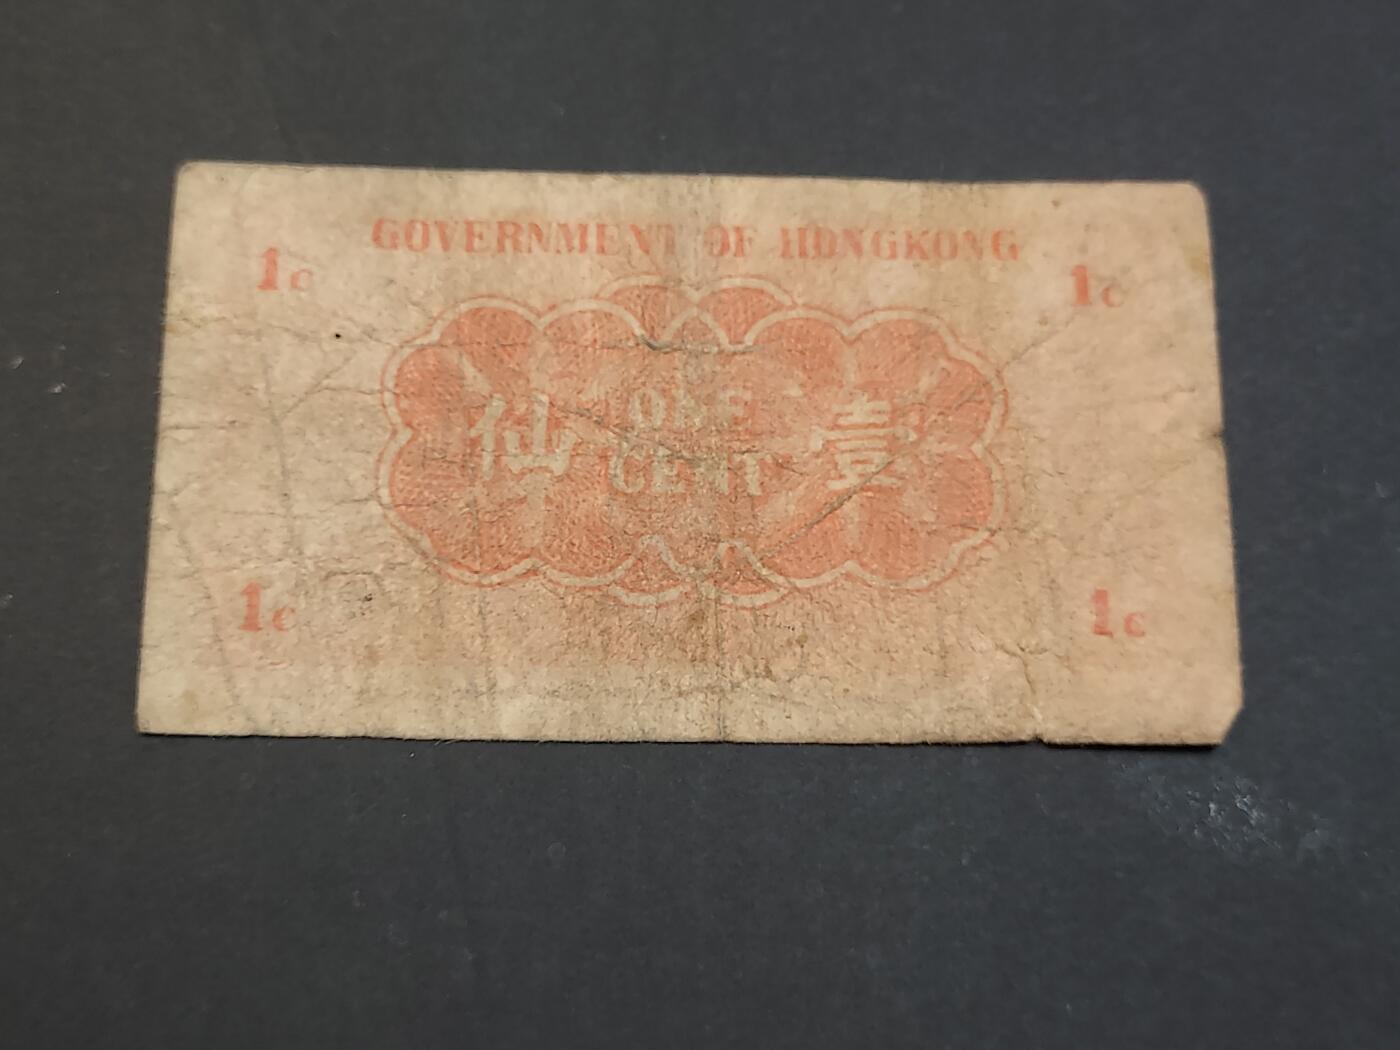 GOVERNMENT OF HONGKONG
1c 1c
仙 ONE 壹
CENT
1c 1c